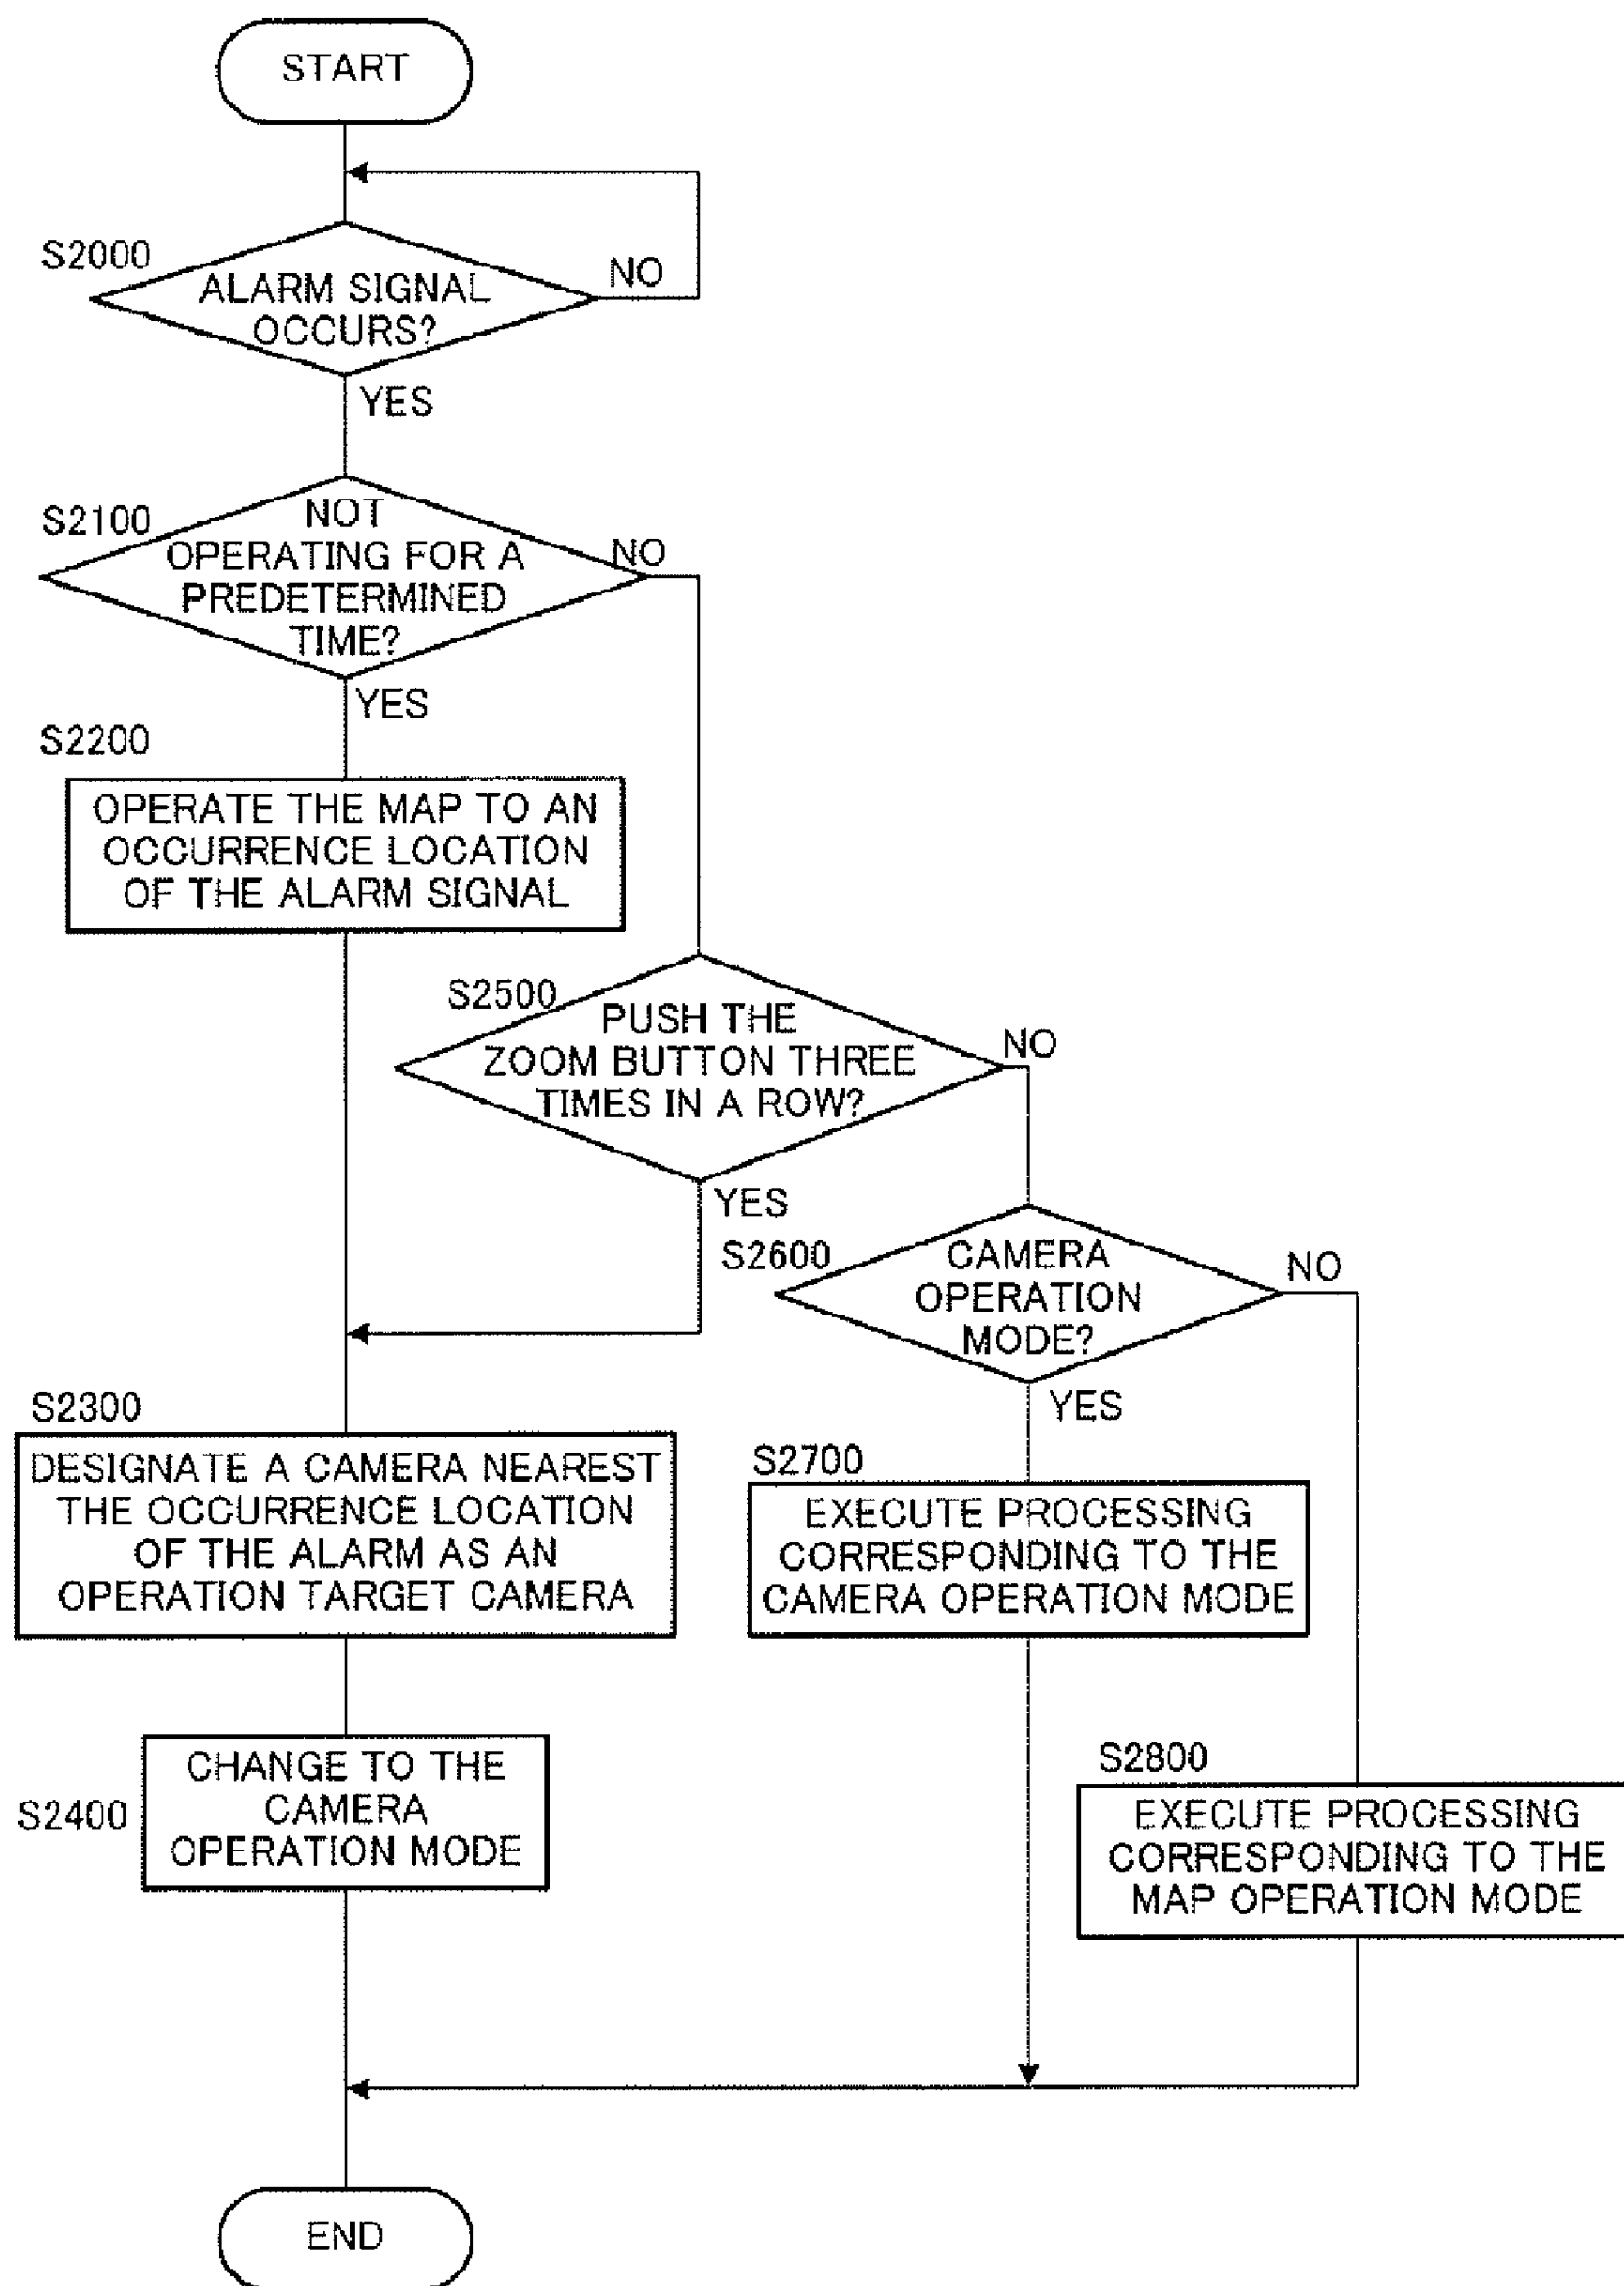 START
S2000
ALARM SIGNAL
OCCURS?
NO
YES
S2100
NOT
OPERATING FOR A
PREDETERMINED
TIME?
NO
YES
S2200
OPERATE THE MAP TO AN
OCCURRENCE LOCATION
OF THE ALARM SIGNAL
S2500
PUSH THE
ZOOM BUTTON THREE
TIMES IN A ROW?
NO
YES
S2600
CAMERA
OPERATION
MODE?
NO
YES
S2300
DESIGNATE A CAMERA NEAREST
THE OCCURRENCE LOCATION
OF THE ALARM AS AN
OPERATION TARGET CAMERA
S2700
EXECUTE PROCESSING
CORRESPONDING TO THE
CAMERA OPERATION MODE
S2400
CHANGE TO THE
CAMERA
OPERATION MODE
S2800
EXECUTE PROCESSING
CORRESPONDING TO THE
MAP OPERATION MODE
END